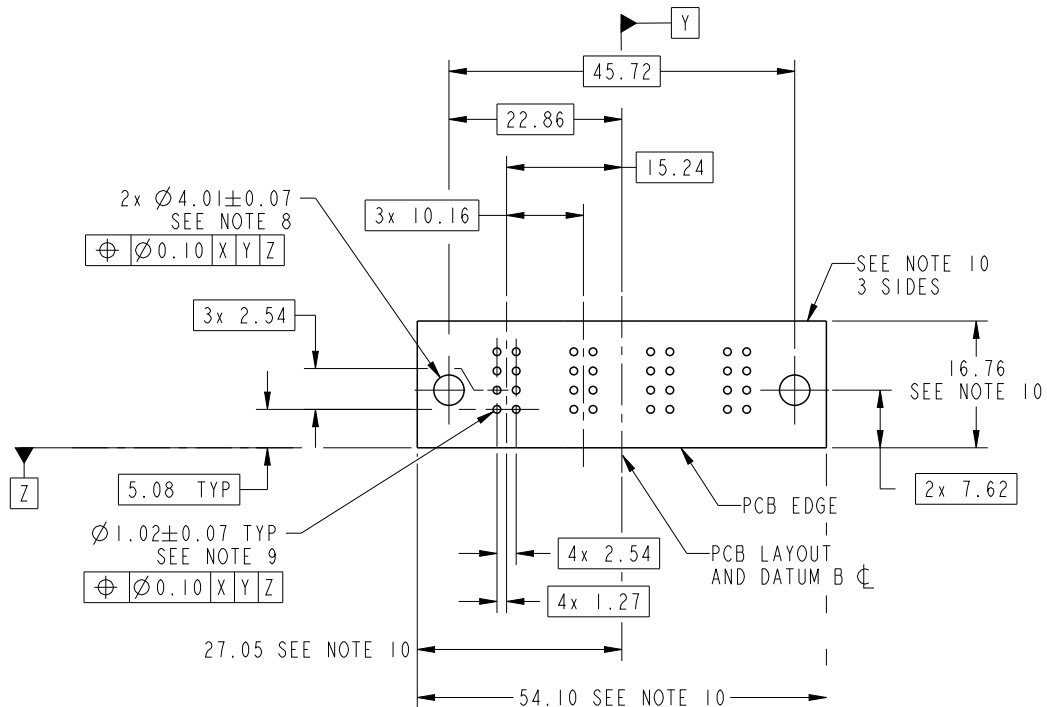 Y
45.72
22.86
15.24
2x Ø4.01±0.07
SEE NOTE 8
⌖ Ø0.10 X Y Z
3x 10.16
SEE NOTE 10
3 SIDES
3x 2.54
16.76
SEE NOTE 10
Z
5.08 TYP
2x 7.62
PCB EDGE
Ø1.02±0.07 TYP
SEE NOTE 9
⌖ Ø0.10 X Y Z
4x 2.54
PCB LAYOUT
AND DATUM B ℄
4x 1.27
27.05 SEE NOTE 10
54.10 SEE NOTE 10